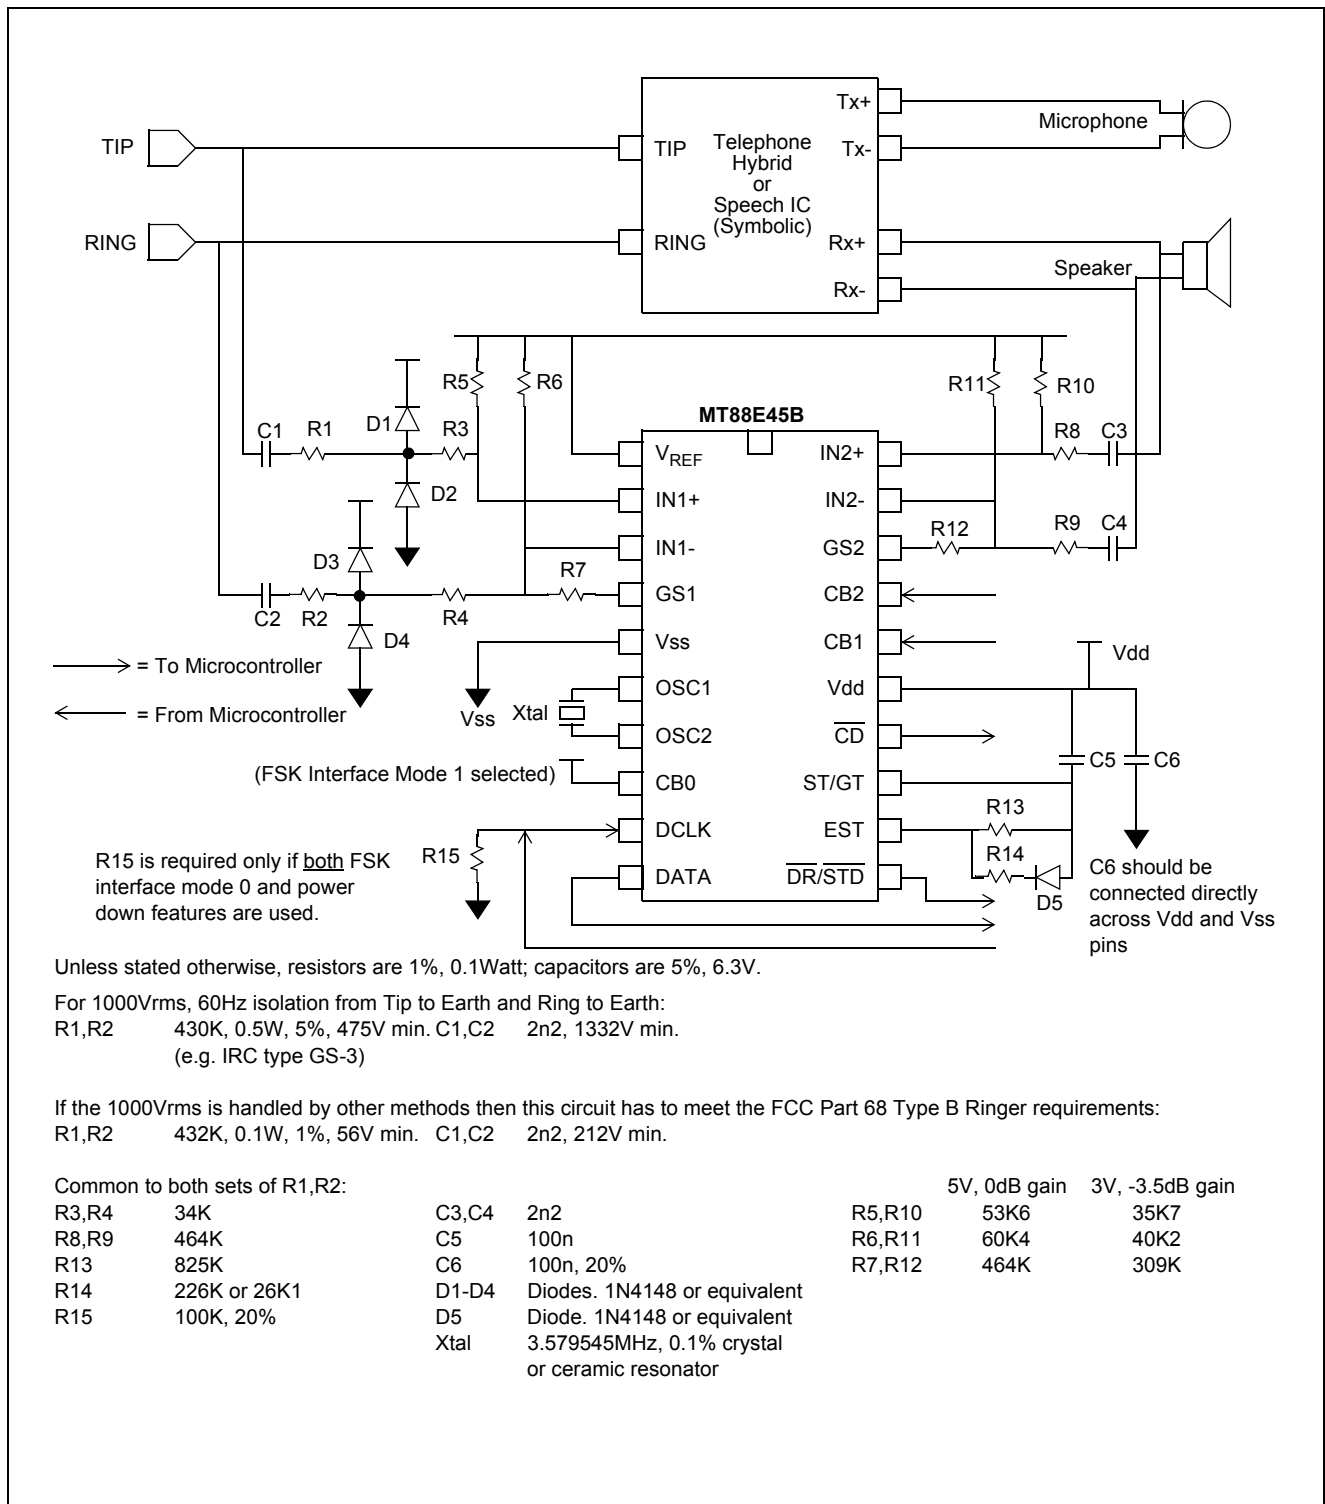 Tx+
Microphone
TIP
TIP
Telephone
Hybrid
or
Speech IC
(Symbolic)
Tx-
RING
RING
Rx+
Speaker
Rx-
R5
R6
R11
R10
MT88E45B
C1
R1
D1
R3
R8
C3
VREF
IN2+
D2
IN1+
IN2-
D3
R12
R9
C4
IN1-
GS2
R7
C2
R2
R4
GS1
CB2
D4
Vss
CB1
Vdd
= To Microcontroller
OSC1
Vdd
= From Microcontroller
Vss
Xtal
OSC2
CD
C5
C6
(FSK Interface Mode 1 selected)
CB0
ST/GT
R13
DCLK
EST
R15
R14
R15 is required only if both FSK
interface mode 0 and power
down features are used.
DATA
DR/STD
D5
C6 should be
connected directly
across Vdd and Vss
pins
Unless stated otherwise, resistors are 1%, 0.1Watt; capacitors are 5%, 6.3V.
For 1000Vrms, 60Hz isolation from Tip to Earth and Ring to Earth:
R1,R2 430K, 0.5W, 5%, 475V min. C1,C2 2n2, 1332V min.
(e.g. IRC type GS-3)
If the 1000Vrms is handled by other methods then this circuit has to meet the FCC Part 68 Type B Ringer requirements:
R1,R2 432K, 0.1W, 1%, 56V min. C1,C2 2n2, 212V min.
Common to both sets of R1,R2: 5V, 0dB gain 3V, -3.5dB gain
R3,R4 34K C3,C4 2n2 R5,R10 53K6 35K7
R8,R9 464K C5 100n R6,R11 60K4 40K2
R13 825K C6 100n, 20% R7,R12 464K 309K
R14 226K or 26K1 D1-D4 Diodes. 1N4148 or equivalent
R15 100K, 20% D5 Diode. 1N4148 or equivalent
Xtal 3.579545MHz, 0.1% crystal
or ceramic resonator